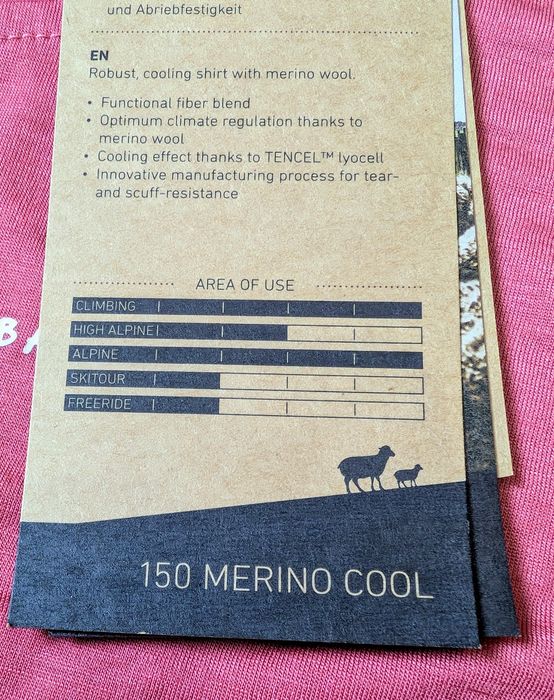 und Abriebfestigkeit
EN
Robust, cooling shirt with merino wool.
• Functional fiber blend
• Optimum climate regulation thanks to
merino wool
• Cooling effect thanks to TENCEL™ lyocell
• Innovative manufacturing process for tear-
and scuff-resistance
AREA OF USE
CLIMBING
HIGH ALPINE
ALPINE
SKITOUR
FREERIDE
150 MERINO COOL